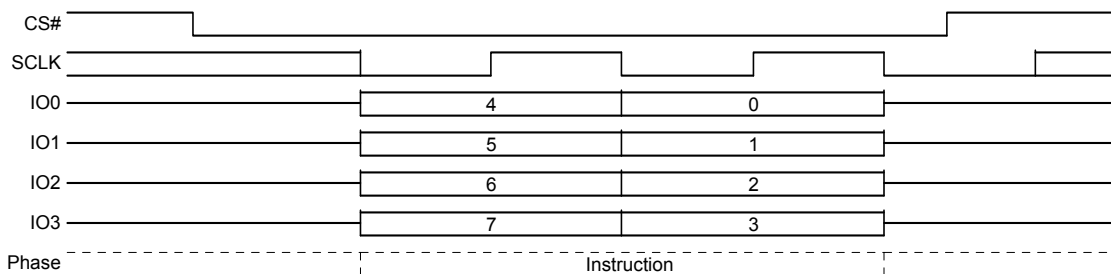 CS#
SCLK
IO0 4 0
IO1 5 1
IO2 6 2
IO3 7 3
Phase Instruction